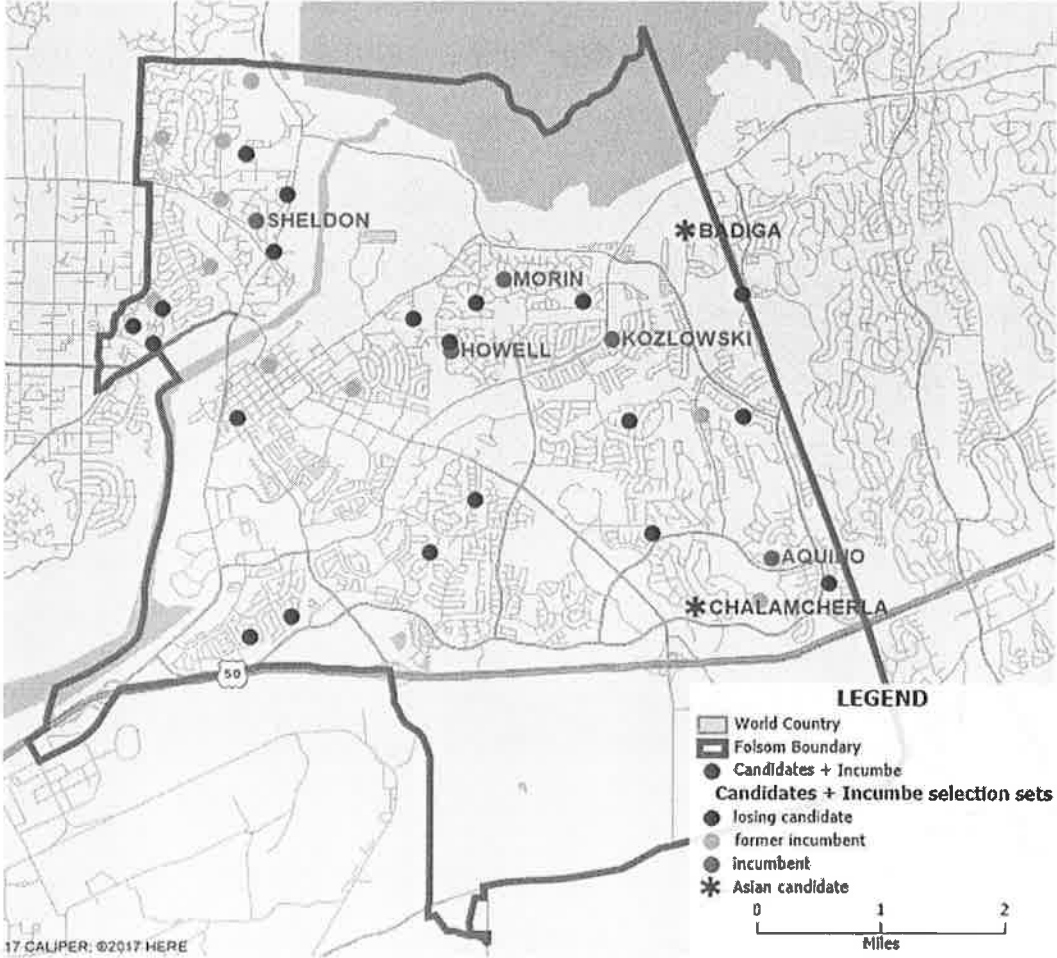 SHELDON
BADIGA
MORIN
KOZLOWSKI
HOWELL
AQUINO
CHALAMCHERLA
50
LEGEND
World Country
Folsom Boundary
Candidates + Incumbe
Candidates + Incumbe selection sets
losing candidate
former incumbent
incumbent
Asian candidate
0 1 2
Miles
17 CALIPER; ©2017 HERE